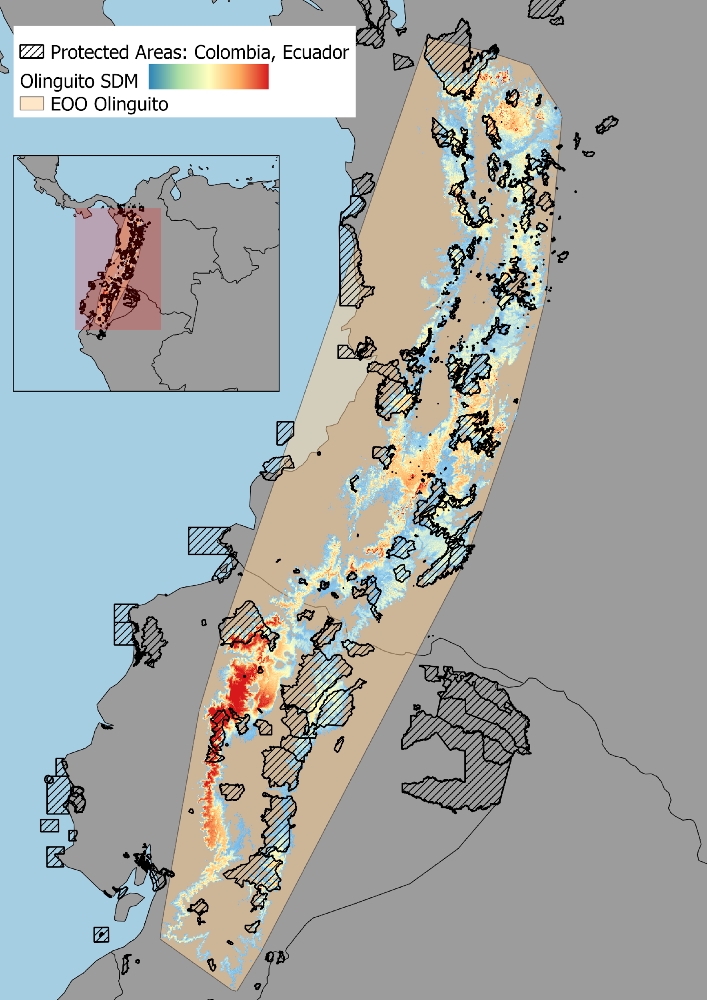 Protected Areas: Colombia, Ecuador
Olinguito SDM
EOO Olinguito